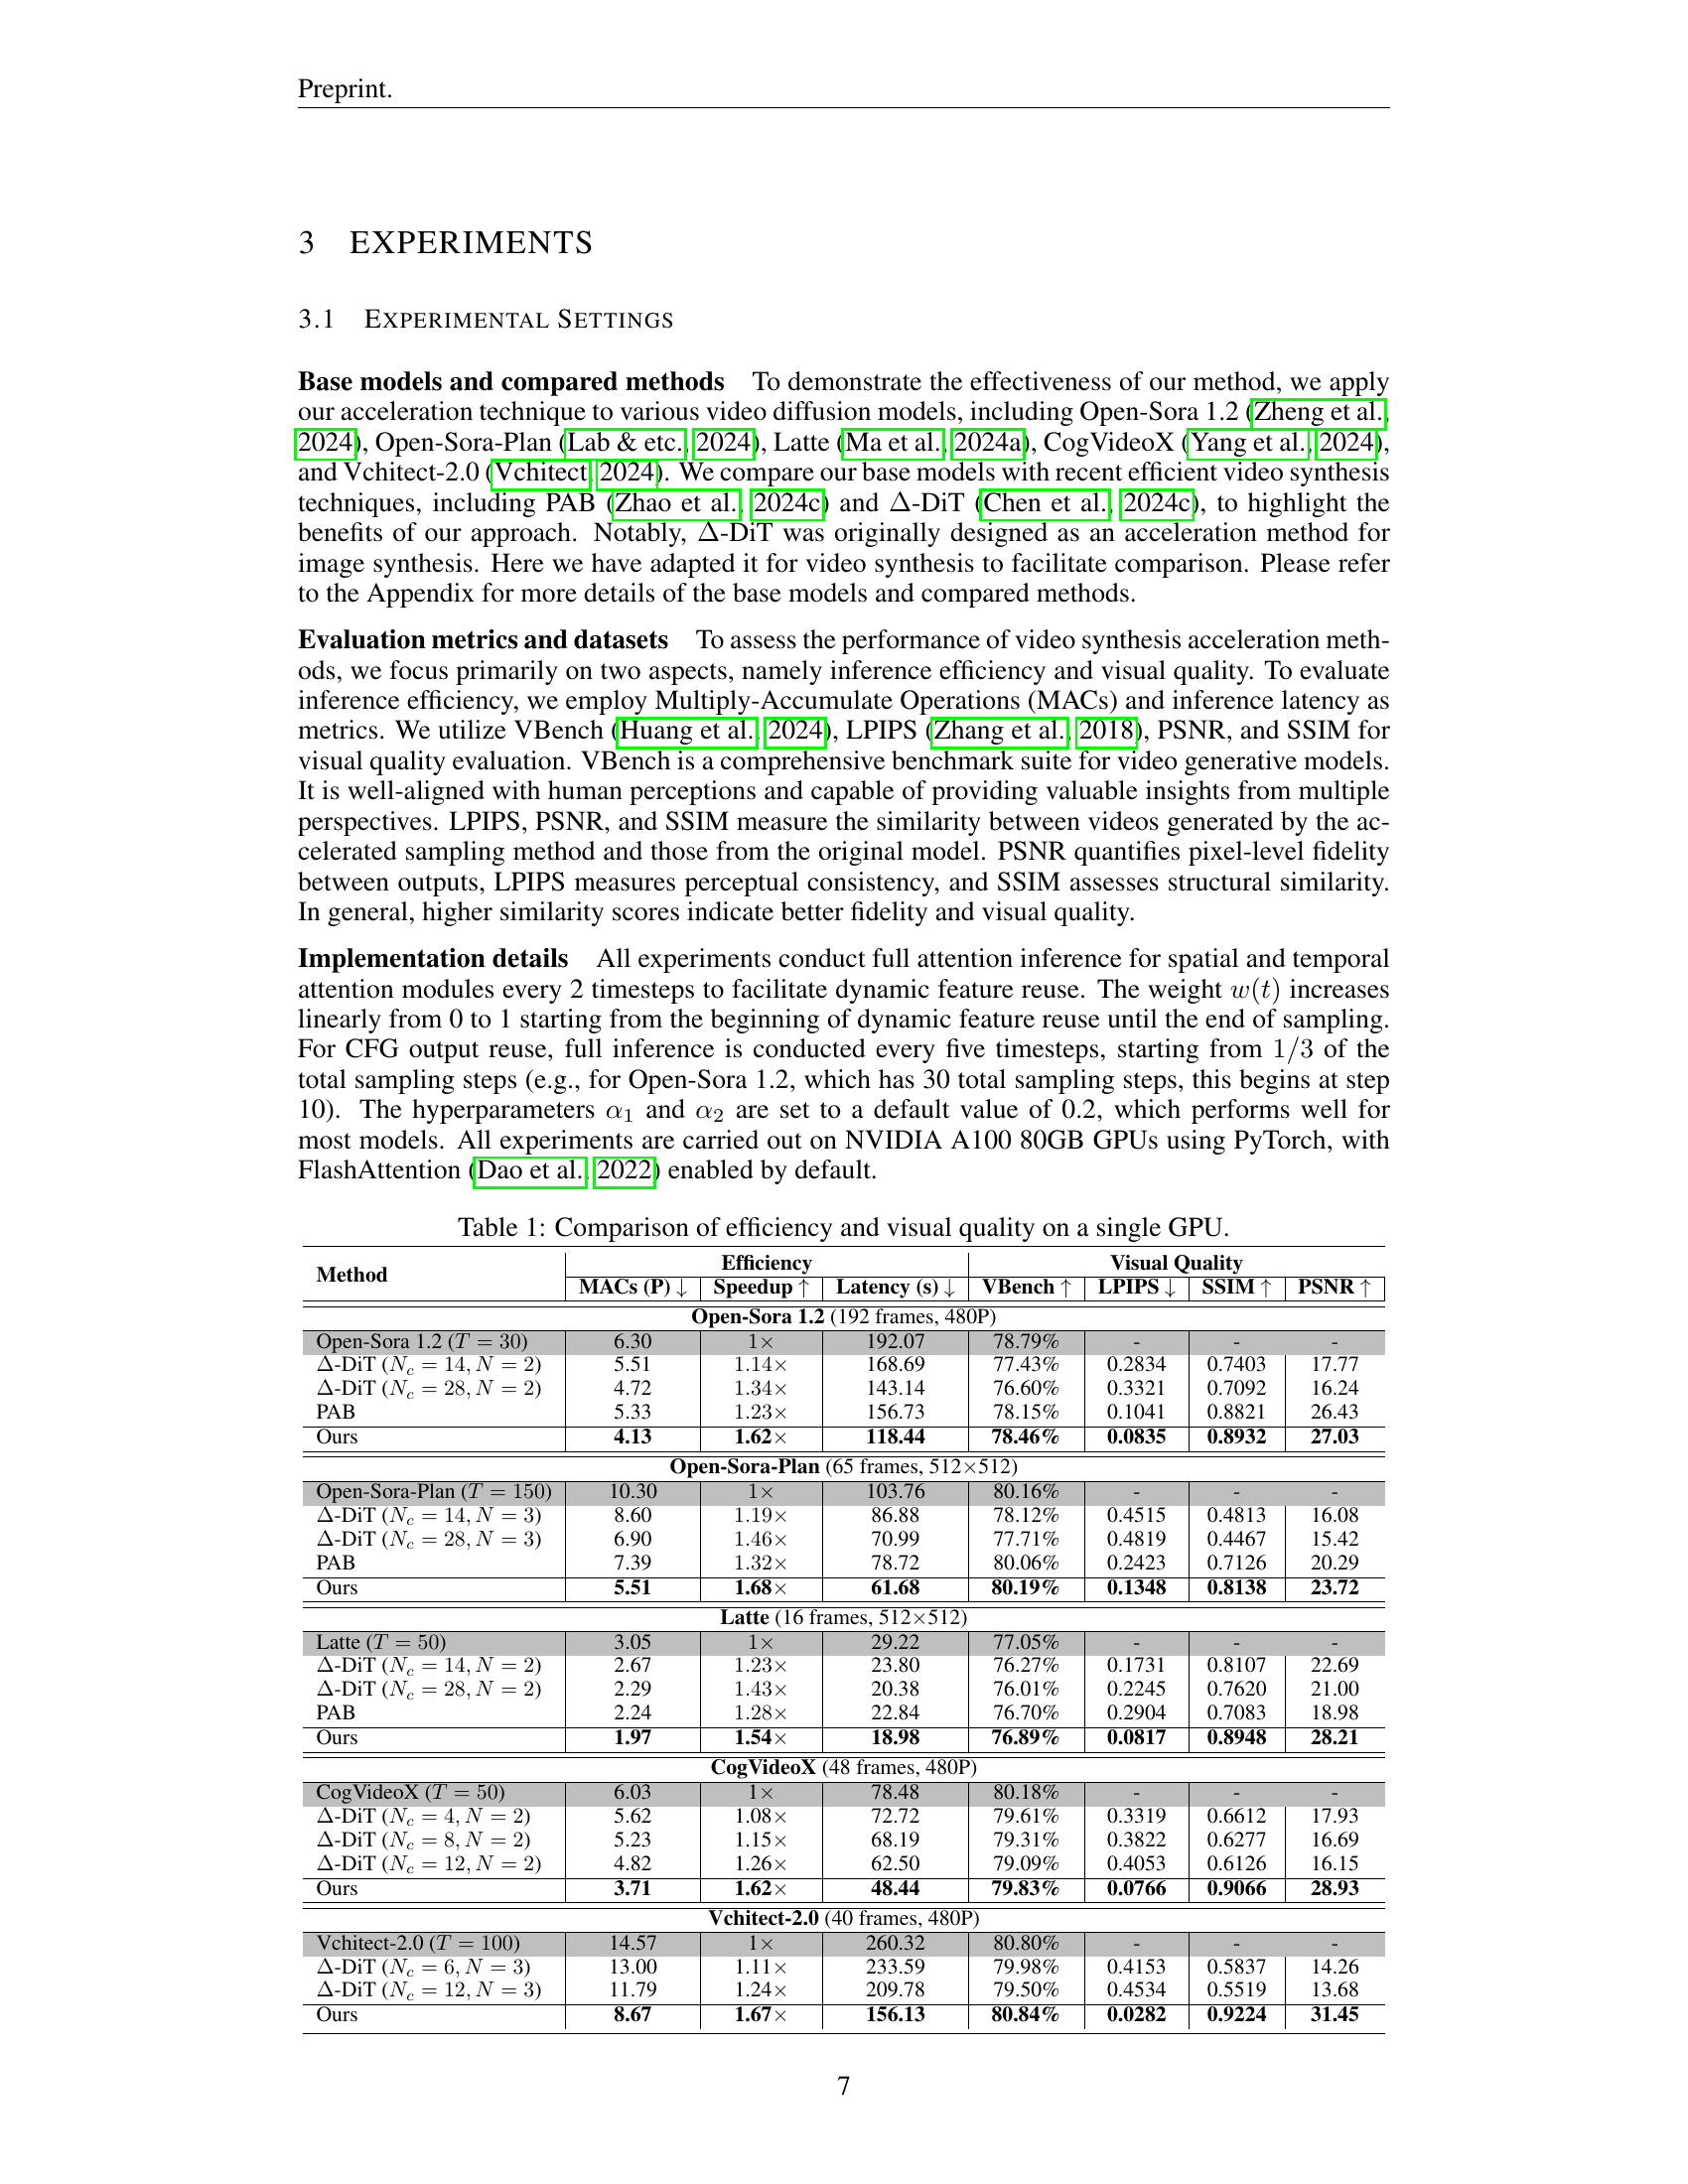 Preprint.
3 EXPERIMENTS
3.1 EXPERIMENTAL SETTINGS
Base models and compared methods To demonstrate the effectiveness of our method, we apply
our acceleration technique to various video diffusion models, including Open-Sora 1.2 (Zheng et al.,
2024), Open-Sora-Plan (Lab & etc., 2024), Latte (Ma et al., 2024a), CogVideoX (Yang et al., 2024),
and Vchitect-2.0 (Vchitect, 2024). We compare our base models with recent efficient video synthesis
techniques, including PAB (Zhao et al., 2024c) and Δ-DiT (Chen et al., 2024c), to highlight the
benefits of our approach. Notably, Δ-DiT was originally designed as an acceleration method for
image synthesis. Here we have adapted it for video synthesis to facilitate comparison. Please refer
to the Appendix for more details of the base models and compared methods.
Evaluation metrics and datasets To assess the performance of video synthesis acceleration meth-
ods, we focus primarily on two aspects, namely inference efficiency and visual quality. To evaluate
inference efficiency, we employ Multiply-Accumulate Operations (MACs) and inference latency as
metrics. We utilize VBench (Huang et al., 2024), LPIPS (Zhang et al., 2018), PSNR, and SSIM for
visual quality evaluation. VBench is a comprehensive benchmark suite for video generative models.
It is well-aligned with human perceptions and capable of providing valuable insights from multiple
perspectives. LPIPS, PSNR, and SSIM measure the similarity between videos generated by the ac-
celerated sampling method and those from the original model. PSNR quantifies pixel-level fidelity
between outputs, LPIPS measures perceptual consistency, and SSIM assesses structural similarity.
In general, higher similarity scores indicate better fidelity and visual quality.
Implementation details All experiments conduct full attention inference for spatial and temporal
attention modules every 2 timesteps to facilitate dynamic feature reuse. The weight w(t) increases
linearly from 0 to 1 starting from the beginning of dynamic feature reuse until the end of sampling.
For CFG output reuse, full inference is conducted every five timesteps, starting from 1/3 of the
total sampling steps (e.g., for Open-Sora 1.2, which has 30 total sampling steps, this begins at step
10). The hyperparameters α₁ and α₂ are set to a default value of 0.2, which performs well for
most models. All experiments are carried out on NVIDIA A100 80GB GPUs using PyTorch, with
FlashAttention (Dao et al., 2022) enabled by default.
Table 1: Comparison of efficiency and visual quality on a single GPU.
Method Efficiency Visual Quality
MACs (P) ↓ Speedup ↑ Latency (s) ↓ VBench ↑ LPIPS ↓ SSIM ↑ PSNR ↑
Open-Sora 1.2 (192 frames, 480P)
Open-Sora 1.2 (T = 30) 6.30 1× 192.07 78.79% - - -
Δ-DiT (N_c = 14, N = 2) 5.51 1.14× 168.69 77.43% 0.2834 0.7403 17.77
Δ-DiT (N_c = 28, N = 2) 4.72 1.34× 143.14 76.60% 0.3321 0.7092 16.24
PAB 5.33 1.23× 156.73 78.15% 0.1041 0.8821 26.43
Ours 4.13 1.62× 118.44 78.46% 0.0835 0.8932 27.03
Open-Sora-Plan (65 frames, 512×512)
Open-Sora-Plan (T = 150) 10.30 1× 103.76 80.16% - - -
Δ-DiT (N_c = 14, N = 3) 8.60 1.19× 86.88 78.12% 0.4515 0.4813 16.08
Δ-DiT (N_c = 28, N = 3) 6.90 1.46× 70.99 77.71% 0.4819 0.4467 15.42
PAB 7.39 1.32× 78.72 80.06% 0.2423 0.7126 20.29
Ours 5.51 1.68× 61.68 80.19% 0.1348 0.8138 23.72
Latte (16 frames, 512×512)
Latte (T = 50) 3.05 1× 29.22 77.05% - - -
Δ-DiT (N_c = 14, N = 2) 2.67 1.23× 23.80 76.27% 0.1731 0.8107 22.69
Δ-DiT (N_c = 28, N = 2) 2.29 1.43× 20.38 76.01% 0.2245 0.7620 21.00
PAB 2.24 1.28× 22.84 76.70% 0.2904 0.7083 18.98
Ours 1.97 1.54× 18.98 76.89% 0.0817 0.8948 28.21
CogVideoX (48 frames, 480P)
CogVideoX (T = 50) 6.03 1× 78.48 80.18% - - -
Δ-DiT (N_c = 4, N = 2) 5.62 1.08× 72.72 79.61% 0.3319 0.6612 17.93
Δ-DiT (N_c = 8, N = 2) 5.23 1.15× 68.19 79.31% 0.3822 0.6277 16.69
Δ-DiT (N_c = 12, N = 2) 4.82 1.26× 62.50 79.09% 0.4053 0.6126 16.15
Ours 3.71 1.62× 48.44 79.83% 0.0766 0.9066 28.93
Vchitect-2.0 (40 frames, 480P)
Vchitect-2.0 (T = 100) 14.57 1× 260.32 80.80% - - -
Δ-DiT (N_c = 6, N = 3) 13.00 1.11× 233.59 79.98% 0.4153 0.5837 14.26
Δ-DiT (N_c = 12, N = 3) 11.79 1.24× 209.78 79.50% 0.4534 0.5519 13.68
Ours 8.67 1.67× 156.13 80.84% 0.0282 0.9224 31.45
7